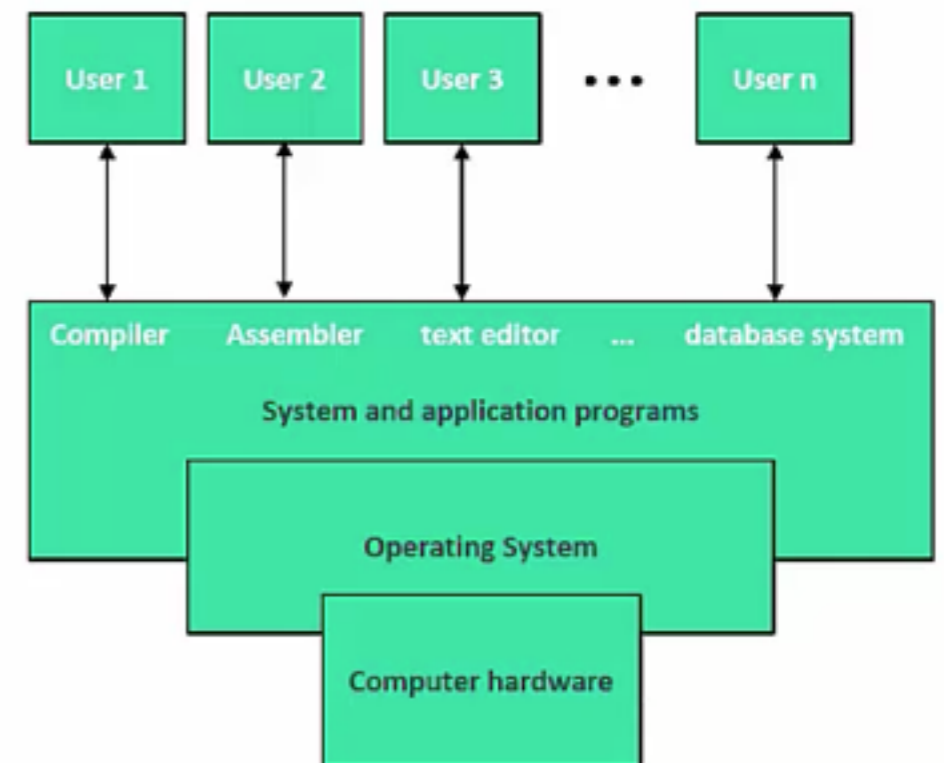 User 1 User 2 User 3 ... User n
Compiler Assembler text editor ... database system
System and application programs
Operating System
Computer hardware